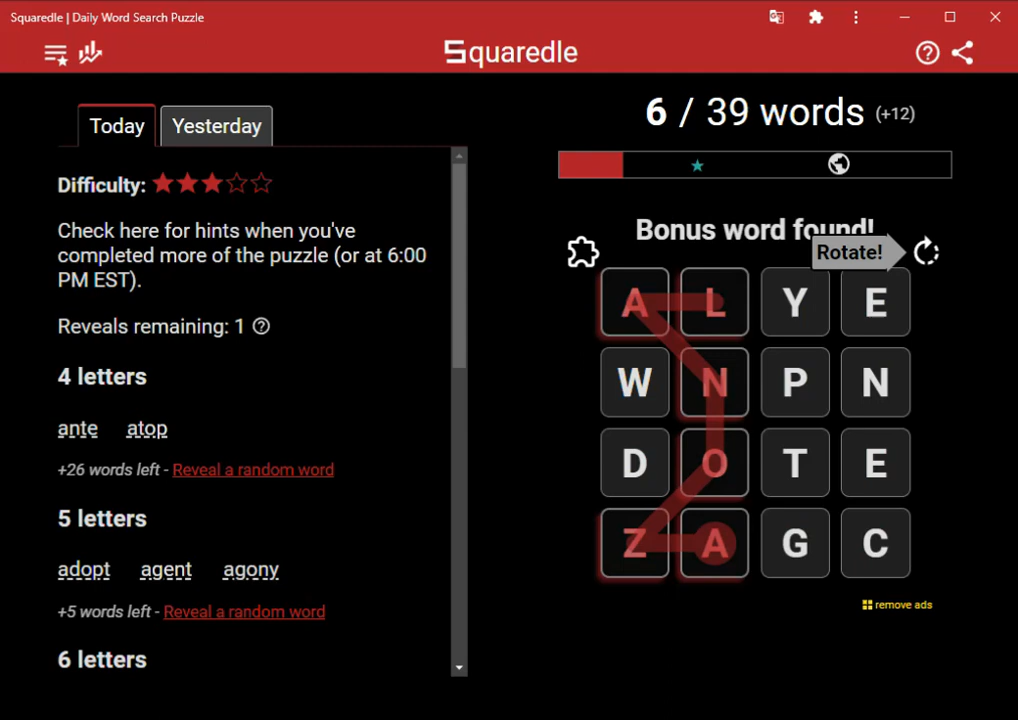 Squaredle | Daily Word Search Puzzle
Squaredle
Today
Yesterday
Difficulty:
Check here for hints when you've
completed more of the puzzle (or at 6:00
PM EST).
Reveals remaining: 1
4 letters
ante atop
+26 words left - Reveal a random word
5 letters
adopt agent agony
+5 words left - Reveal a random word
6 letters
6 / 39 words (+12)
Bonus word found!
Rotate!
A L Y E
W N P N
D O T E
Z A G C
remove ads